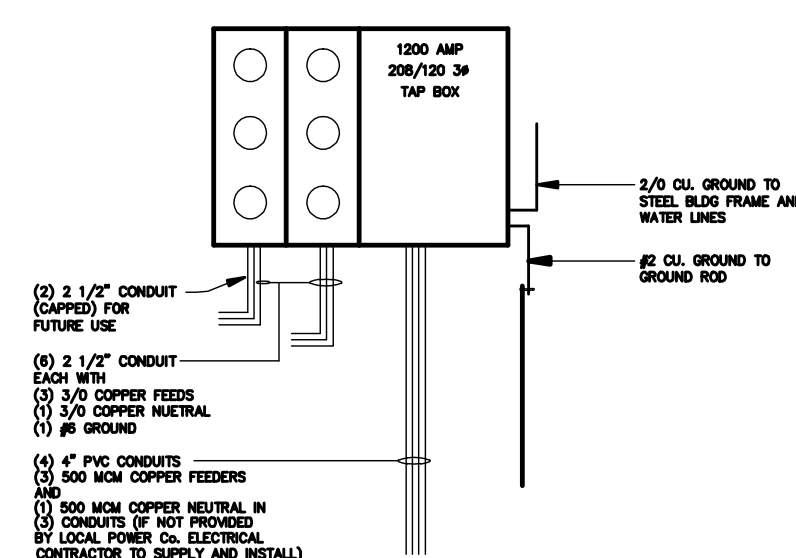 1200 AMP
208/120 3ø
TAP BOX
2/0 CU. GROUND TO
STEEL BLDG FRAME AND
WATER LINES
#2 CU. GROUND TO
GROUND ROD
(2) 2 1/2" CONDUIT
(CAPPED) FOR
FUTURE USE
(6) 2 1/2" CONDUIT
EACH WITH
(3) 3/0 COPPER FEEDS
(1) 3/0 COPPER NUETRAL
(1) #6 GROUND
(4) 4" PVC CONDUITS
(3) 500 MCM COPPER FEEDERS
AND
(1) 500 MCM COPPER NEUTRAL IN
(3) CONDUITS (IF NOT PROVIDED
BY LOCAL POWER Co. ELECTRICAL
CONTRACTOR TO SUPPLY AND INSTALL)